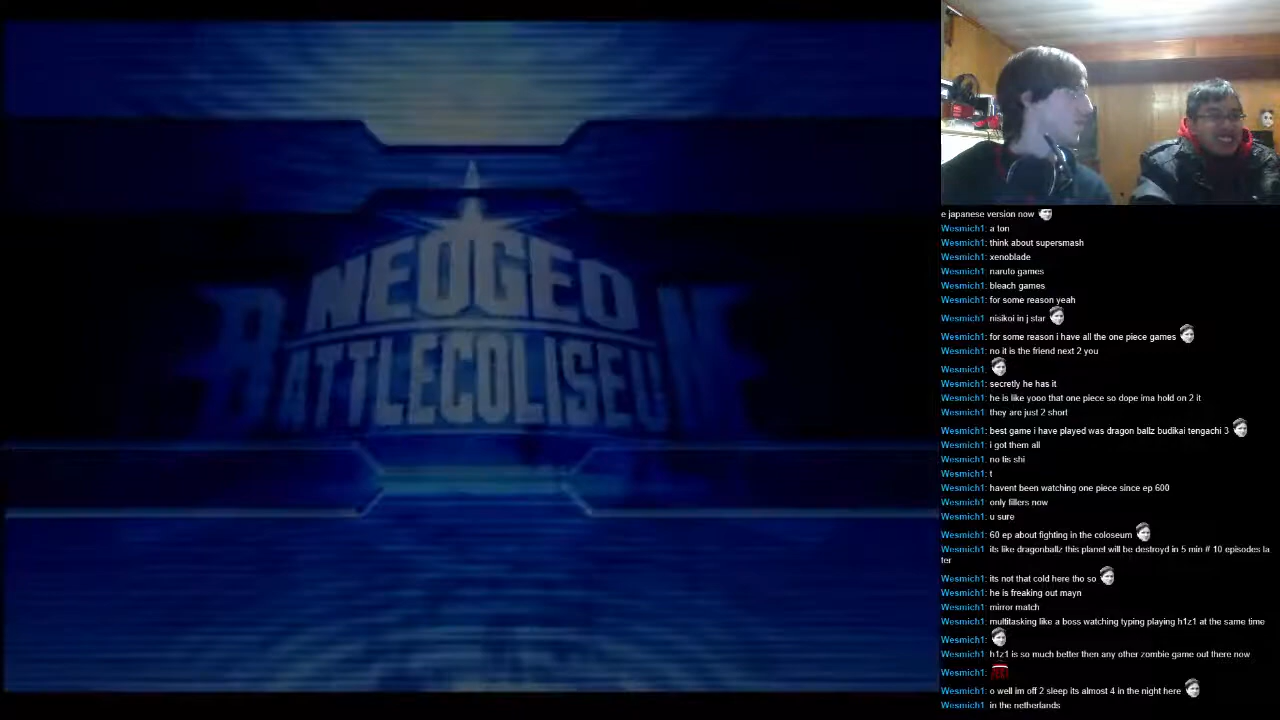 NEOGEO
BATTLECOLISEUM
e japanese version now
Wesmich1: a ton
Wesmich1: think about supersmash
Wesmich1: xenoblade
Wesmich1: naruto games
Wesmich1: bleach games
Wesmich1: for some reason yeah
Wesmich1: nisikoi in j star
Wesmich1: for some reason i have all the one piece games
Wesmich1: no it is the friend next 2 you
Wesmich1:
Wesmich1: secretly he has it
Wesmich1: he is like yooo that one piece so dope ima hold on 2 it
Wesmich1: they are just 2 short
Wesmich1: best game i have played was dragon ballz budikai tengachi 3
Wesmich1: i got them all
Wesmich1: no tis shi
Wesmich1: t
Wesmich1: havent been watching one piece since ep 600
Wesmich1: only fillers now
Wesmich1: u sure
Wesmich1: 60 ep about fighting in the coloseum
Wesmich1: its like dragonballz this planet will be destroyd in 5 min # 10 episodes la
ter
Wesmich1: its not that cold here tho so
Wesmich1: he is freaking out mayn
Wesmich1: mirror match
Wesmich1: multitasking like a boss watching typing playing h1z1 at the same time
Wesmich1:
Wesmich1: h1z1 is so much better then any other zombie game out there now
Wesmich1:
Wesmich1: o well im off 2 sleep its almost 4 in the night here
Wesmich1: in the netherlands